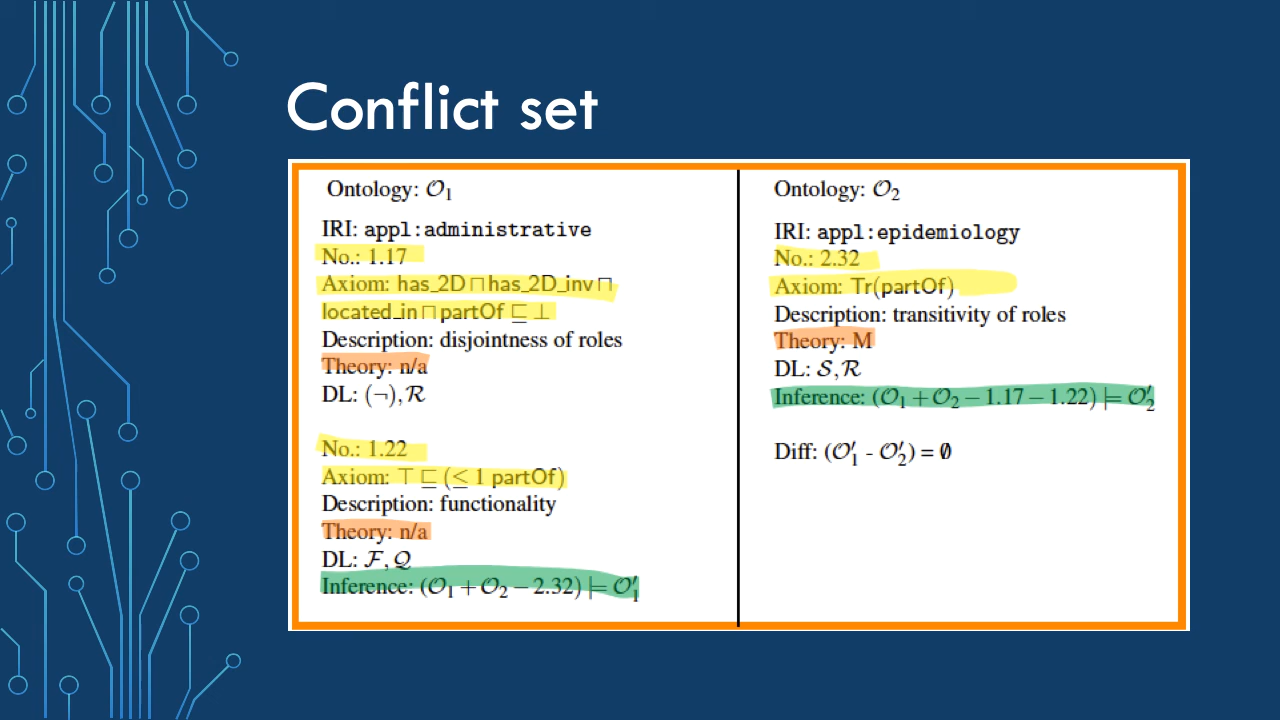 Conflict set
Ontology: 𝒪₁
IRI: appl:administrative
No.: 1.17
Axiom: has_2D ⊓ has_2D_inv ⊓
located_in ⊓ partOf ⊑ ⊥
Description: disjointness of roles
Theory: n/a
DL: (¬),ℛ
No.: 1.22
Axiom: ⊤ ⊑ (≤ 1 partOf)
Description: functionality
Theory: n/a
DL: ℱ,𝒬
Inference: (𝒪₁ + 𝒪₂ − 2.32) ⊨ 𝒪′₁
Ontology: 𝒪₂
IRI: appl:epidemiology
No.: 2.32
Axiom: Tr(partOf)
Description: transitivity of roles
Theory: M
DL: 𝒮,ℛ
Inference: (𝒪₁ + 𝒪₂ − 1.17 − 1.22) ⊨ 𝒪′₂
Diff: (𝒪′₁ - 𝒪′₂) = ∅